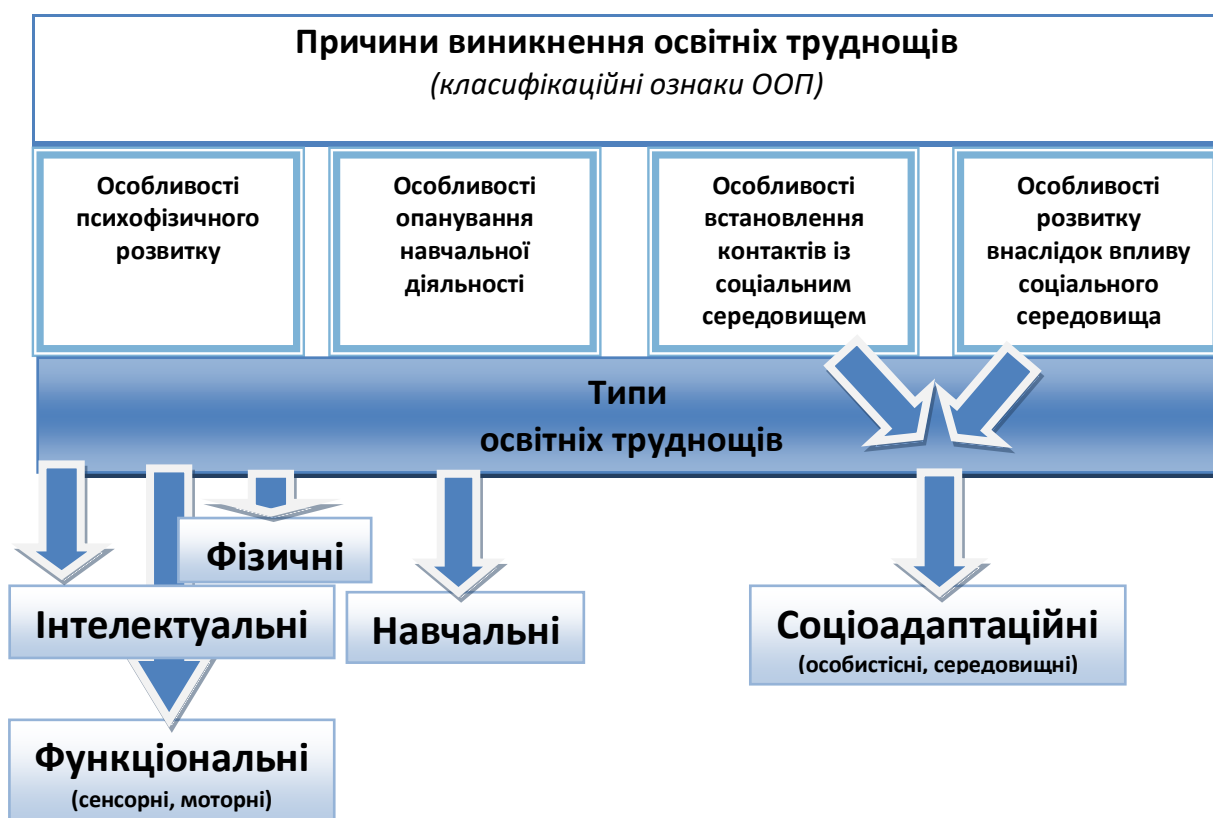 Причини виникнення освітніх труднощів
(класифікаційні ознаки ООП)
Особливості
психофізичного
розвитку
Особливості
опанування
навчальної
діяльності
Особливості
встановлення
контактів із
соціальним
середовищем
Особливості
розвитку
внаслідок впливу
соціального
середовища
Типи
освітніх труднощів
Фізичні
Інтелектуальні
Навчальні
Соціоадаптаційні
(особистісні, середовищні)
Функціональні
(сенсорні, моторні)